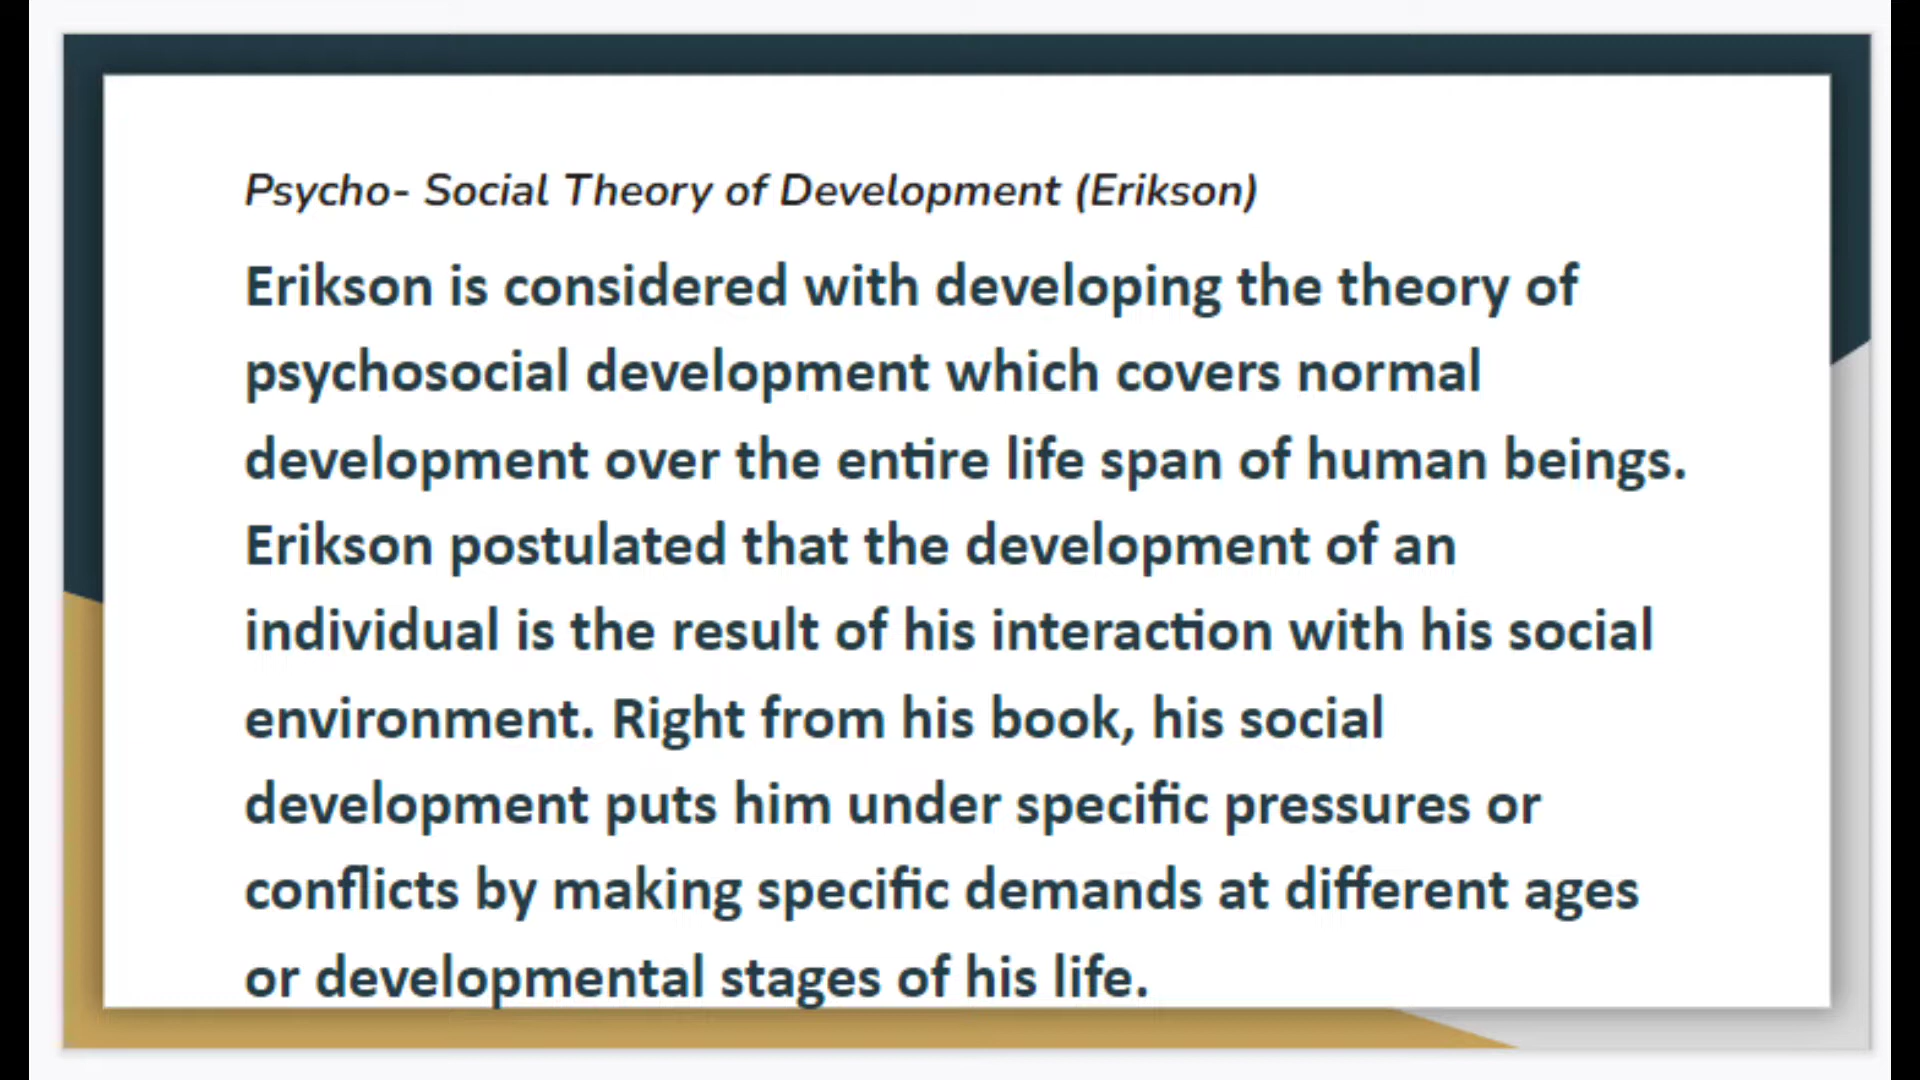 Psycho- Social Theory of Development (Erikson)
Erikson is considered with developing the theory of
psychosocial development which covers normal
development over the entire life span of human beings.
Erikson postulated that the development of an
individual is the result of his interaction with his social
environment. Right from his book, his social
development puts him under specific pressures or
conflicts by making specific demands at different ages
or developmental stages of his life.